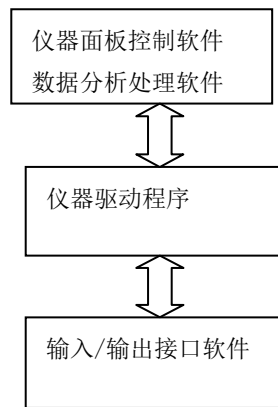 仪器面板控制软件
数据分析处理软件
仪器驱动程序
输入/输出接口软件